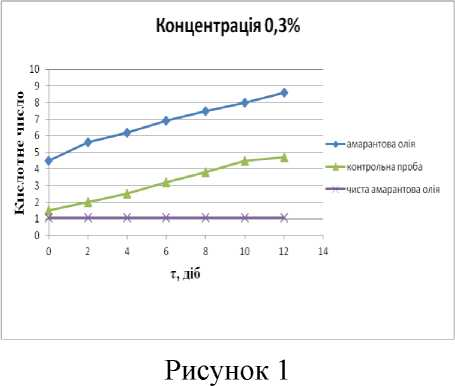 Концентрація 0,3%
Кислотне число
10
9
8
7
6
5
4
3
2
1
0
0 2 4 6 8 10 12 14
τ, діб
амарантова олія
контрольна проба
чиста амарантова олія
Рисунок 1